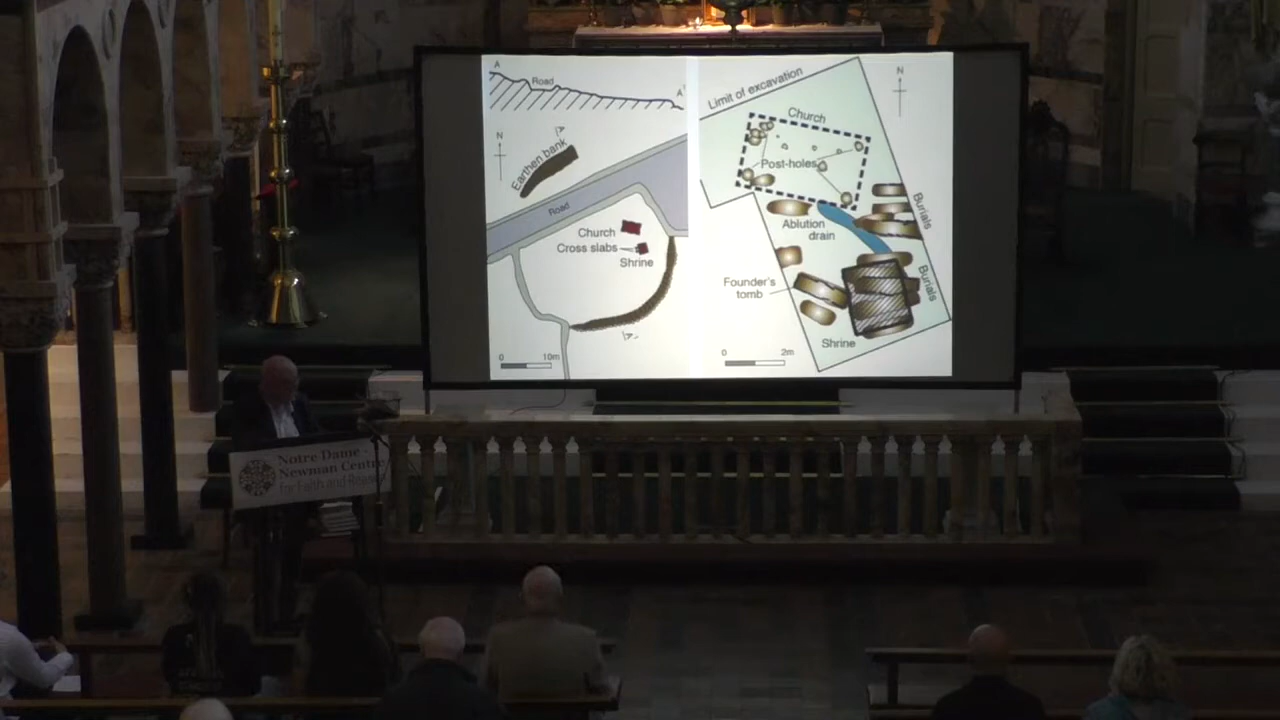 A
Road
A'
N
Earthen bank
Road
Church
Cross slabs
Shrine
0 10m
Limit of excavation
N
Church
Post-holes
Burials
Ablution
drain
Burials
Founder's
tomb
Shrine
0 2m
Notre Dame -
Newman Centre
for Faith and Reason